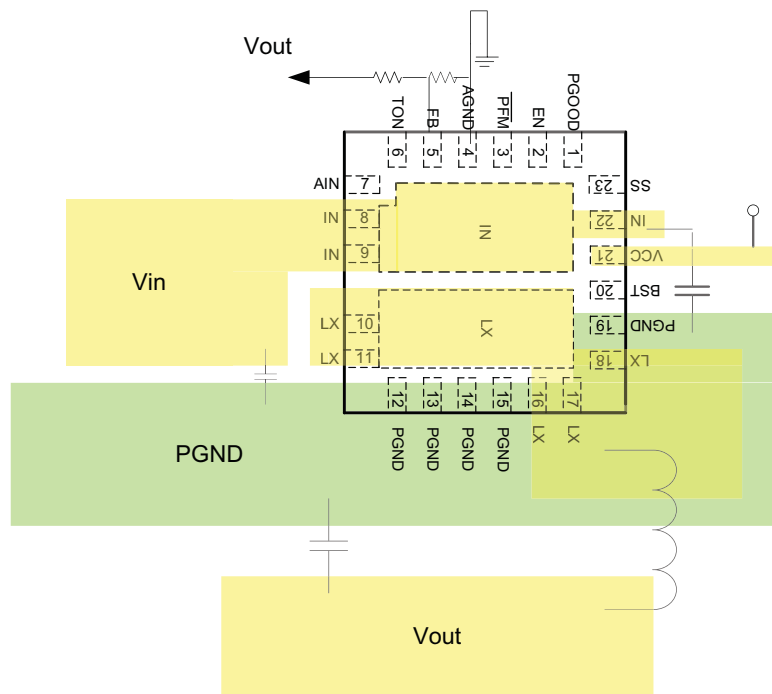 Vout
TON
FB
AGND
PFM
EN
PGOOD
6
5
4
3
2
1
AIN
7
23
SS
IN
8
22
IN
IN
IN
9
21
VCC
Vin
20
BST
LX
10
LX
19
PGND
LX
11
18
LX
12
13
14
15
16
17
PGND
PGND
PGND
PGND
PGND
LX
LX
Vout